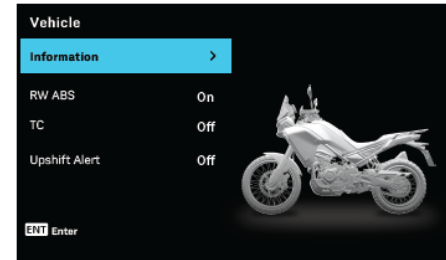 Vehicle
Information >
RW ABS On
TC Off
Upshift Alert Off
ENT Enter